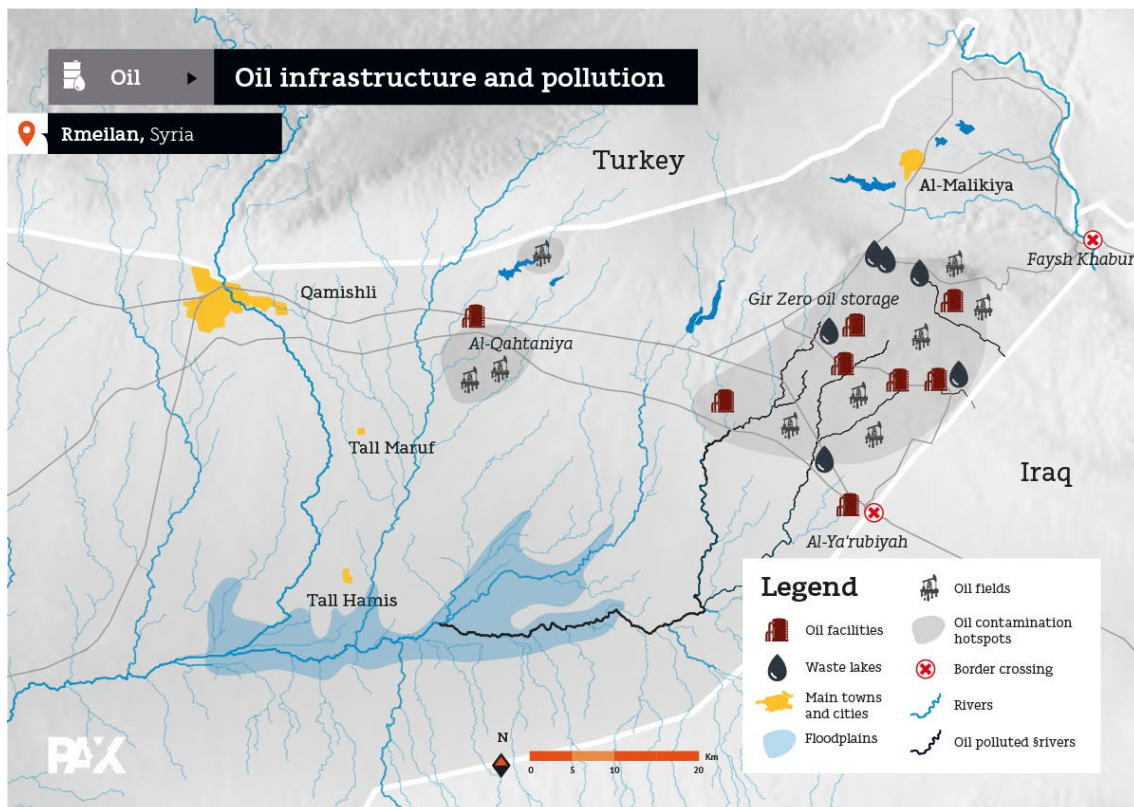 Oil
Oil infrastructure and pollution
Rmeilan, Syria
Turkey
Al-Malikiya
Faysh Khabur
Qamishli
Gir Zero oil storage
Al-Qahtaniya
Tall Maruf
Iraq
Al-Ya'rubiyah
Tall Hamis
Legend
Oil facilities
Waste lakes
Main towns
and cities
Floodplains
Oil fields
Oil contamination
hotspots
Border crossing
Rivers
Oil polluted §rivers
PAX
N
Km
0 5 10 20